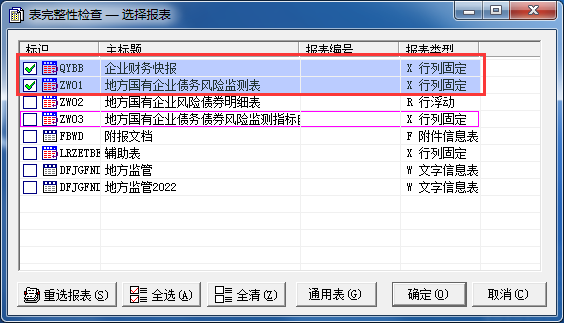 表完整性检查 — 选择报表
标识 主标题 报表编号 报表类型
QYBB 企业财务快报 X 行列固定
ZW01 地方国有企业债务风险监测表 X 行列固定
ZW02 地方国有企业风险债券明细表 R 行浮动
ZW03 地方国有企业债务债券风险监测指标 X 行列固定
FBWD 附报文档 F 附件信息表
LRZETBE 辅助表 X 行列固定
DFJGFNI 地方监管 W 文字信息表
DFJGFNI 地方监管2022 W 文字信息表
重选报表(S) 全选(A) 全清(Z) 通用表(G) 确定(O) 取消(C)